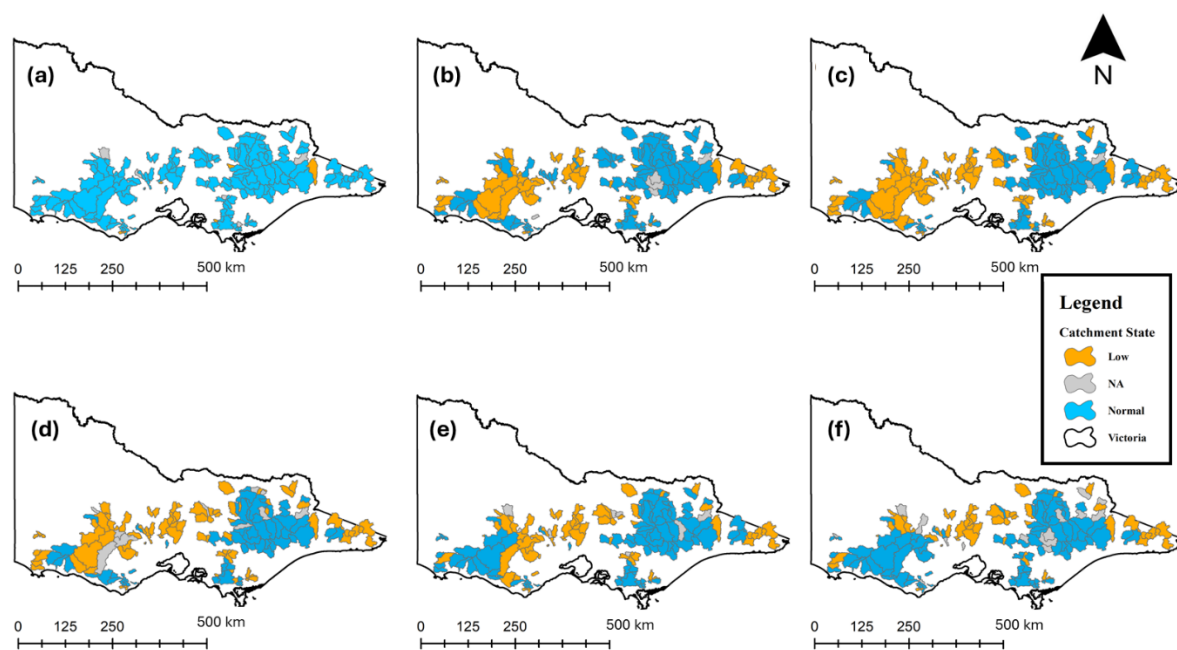 (a)
(b)
(c)
N
0 125 250 500 km
0 125 250 500 km
0 125 250 500 km
Legend
Catchment State
Low
NA
Normal
Victoria
(d)
(e)
(f)
0 125 250 500 km
0 125 250 500 km
0 125 250 500 km